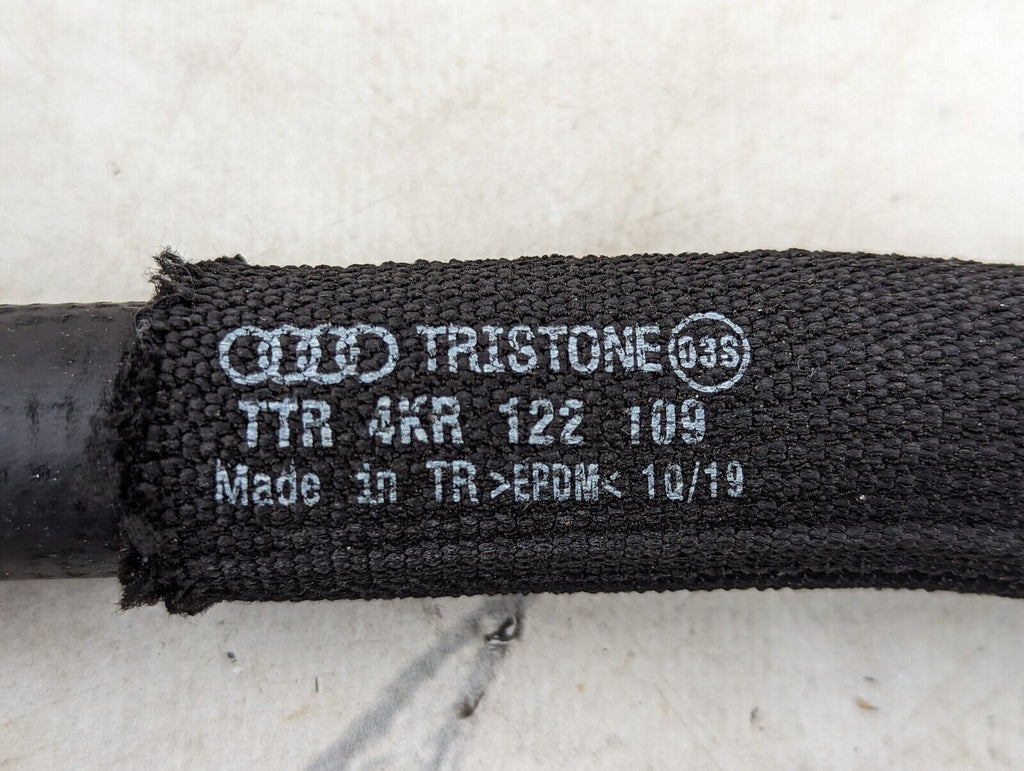 TRISTONE 03S
TTR 4KR 122 109
Made in TR >EPDM< 10/19